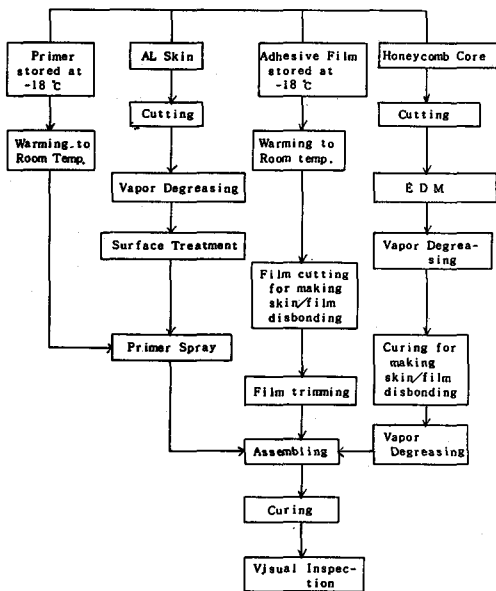 Primer
stored at
-18 ℃
AL Skin
Adhesive Film
stored at
-18 ℃
Honeycomb Core
Cutting
Cutting
Warming to
Room Temp.
Warming to
Room temp.
Vapor Degreasing
E D M
Surface Treatment
Vapor Degrea-
sing
Film cutting
for making
skin/film
disbonding
Primer Spray
Curing for
making
skin/film
disbonding
Film trimming
Assembling
Vapor
Degreasing
Curing
Visual Inspec-
tion